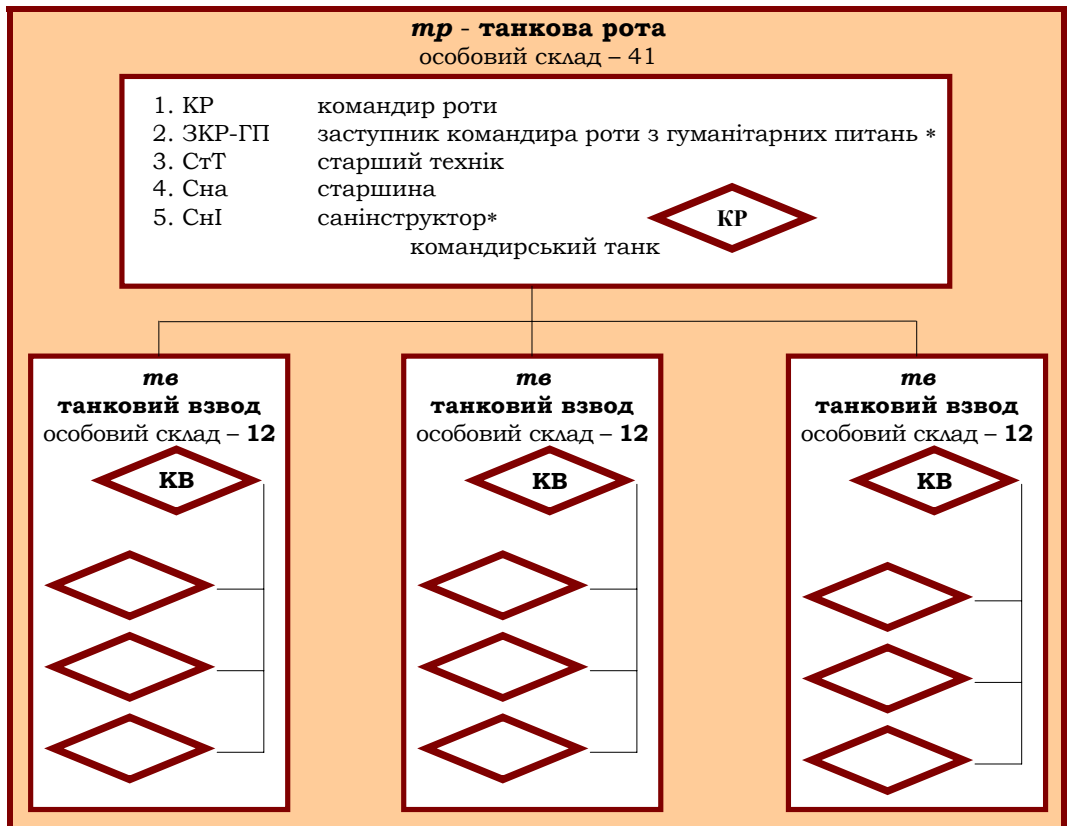 тр - танкова рота
особовий склад – 41
1. КР командир роти
2. ЗКР-ГП заступник командира роти з гуманітарних питань *
3. СтТ старший технік
4. Сна старшина
5. СнІ санінструктор*
КР
командирський танк
тв
танковий взвод
особовий склад – 12
КВ
тв
танковий взвод
особовий склад – 12
КВ
тв
танковий взвод
особовий склад – 12
КВ